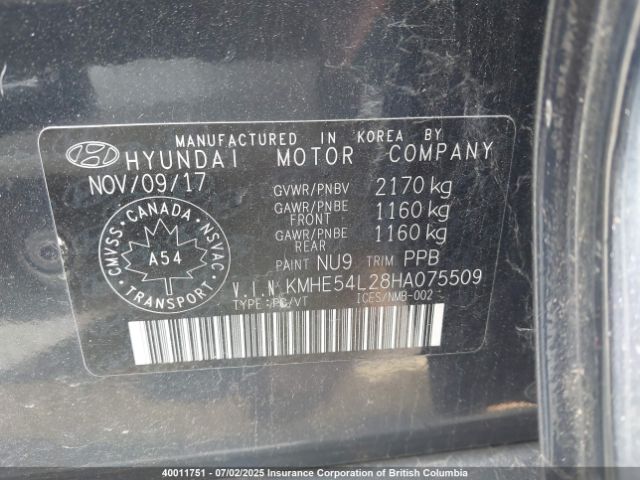 MANUFACTURED IN KOREA BY
HYUNDAI MOTOR COMPANY
NOV/09/17
GVWR/PNBV 2170 kg
GAWR/PNBE FRONT 1160 kg
GAWR/PNBE REAR 1160 kg
PAINT NU9 TRIM PPB
CANADA
CMVSS
NSVAC
A54
TRANSPORT
V.I.N KMHE54L28HA075509
TYPE:PC/VT ICES/NMB-002
40011751 - 07/02/2025 Insurance Corporation of British Columbia